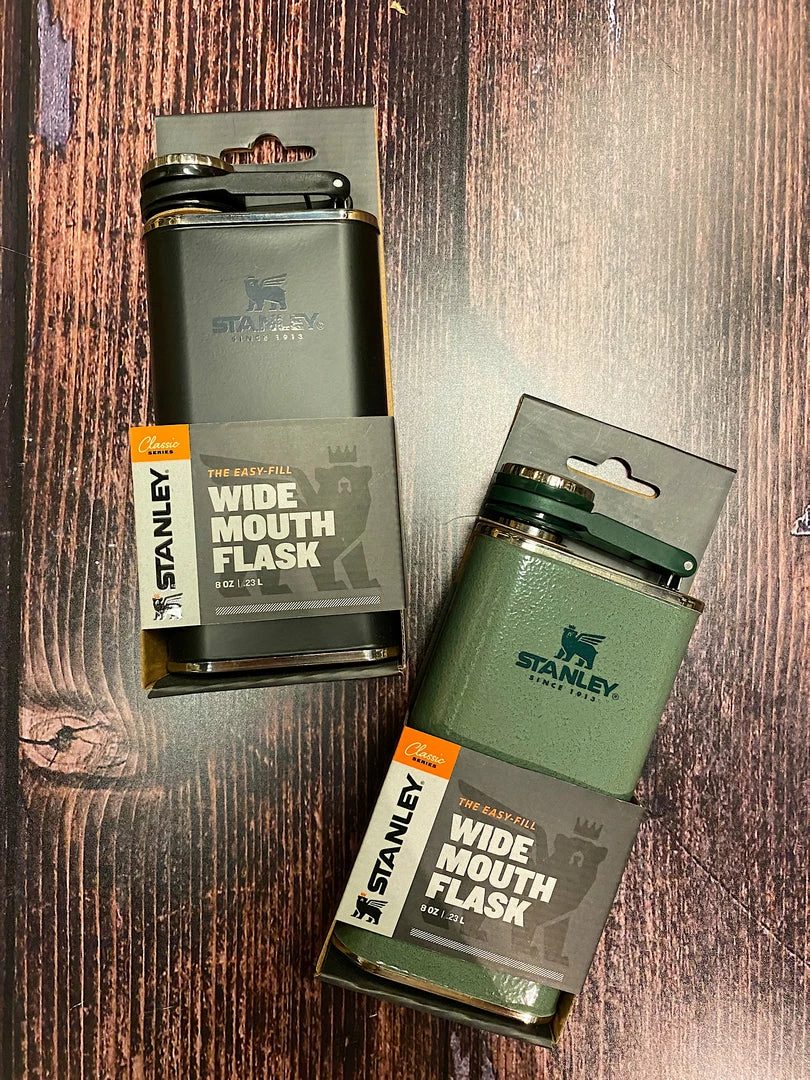 STANLEY®
SINCE 1913
Classic
SERIES
STANLEY®
THE EASY-FILL
WIDE
MOUTH
FLASK
8 OZ | .23 L
STANLEY®
SINCE 1913
Classic
SERIES
STANLEY®
THE EASY-FILL
WIDE
MOUTH
FLASK
8 OZ | .23 L